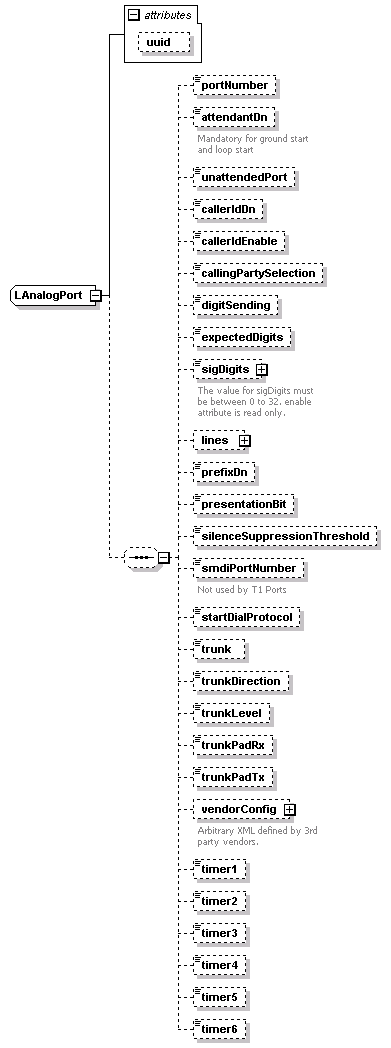 attributes
uuid
LAnalogPort
portNumber
attendantDn
Mandatory for ground start
and loop start
unattendedPort
callerIdDn
callerIdEnable
callingPartySelection
digitSending
expectedDigits
sigDigits
The value for sigDigits must
be between 0 to 32. enable
attribute is read only.
lines
prefixDn
presentationBit
silenceSuppressionThreshold
smdiPortNumber
Not used by T1 Ports
startDialProtocol
trunk
trunkDirection
trunkLevel
trunkPadRx
trunkPadTx
vendorConfig
Arbitrary XML defined by 3rd
party vendors.
timer1
timer2
timer3
timer4
timer5
timer6